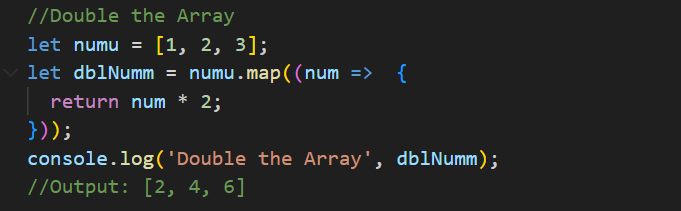 //Double the Array
let numu = [1, 2, 3];
let dblNumm = numu.map((num =>  {
  return num * 2;
}));
console.log('Double the Array', dblNumm);
//Output: [2, 4, 6]